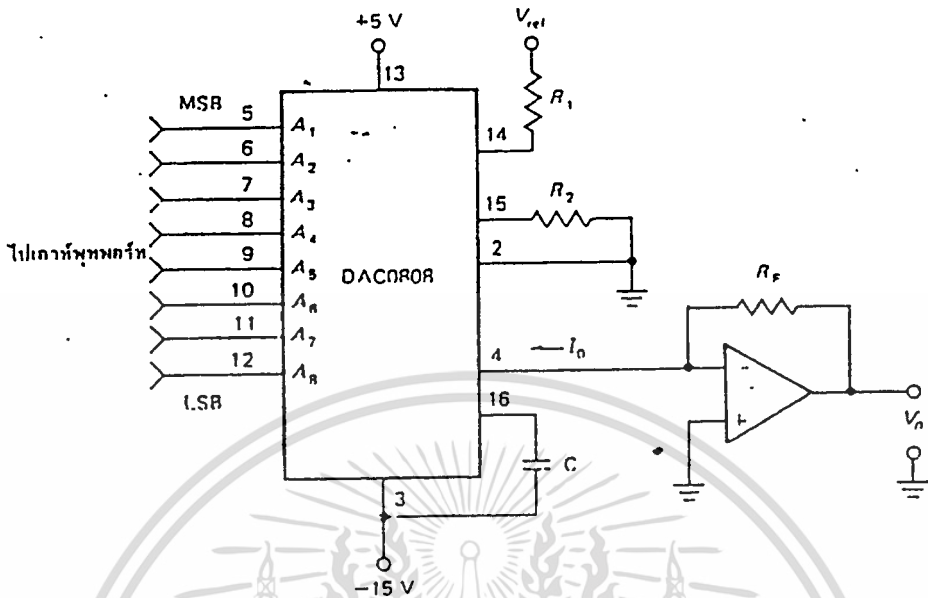 +5 V
V_ref
13
R₁
MSB
5
A₁
14
6
A₂
7
A₃
15
R₂
8
A₄
2
ไปเอาท์พุทพอร์ท
9
A₅
DAC0808
10
A₆
R_F
11
A₇
4
I₀
12
A₈
LSB
16
-
+
V₀
C
3
-15 V